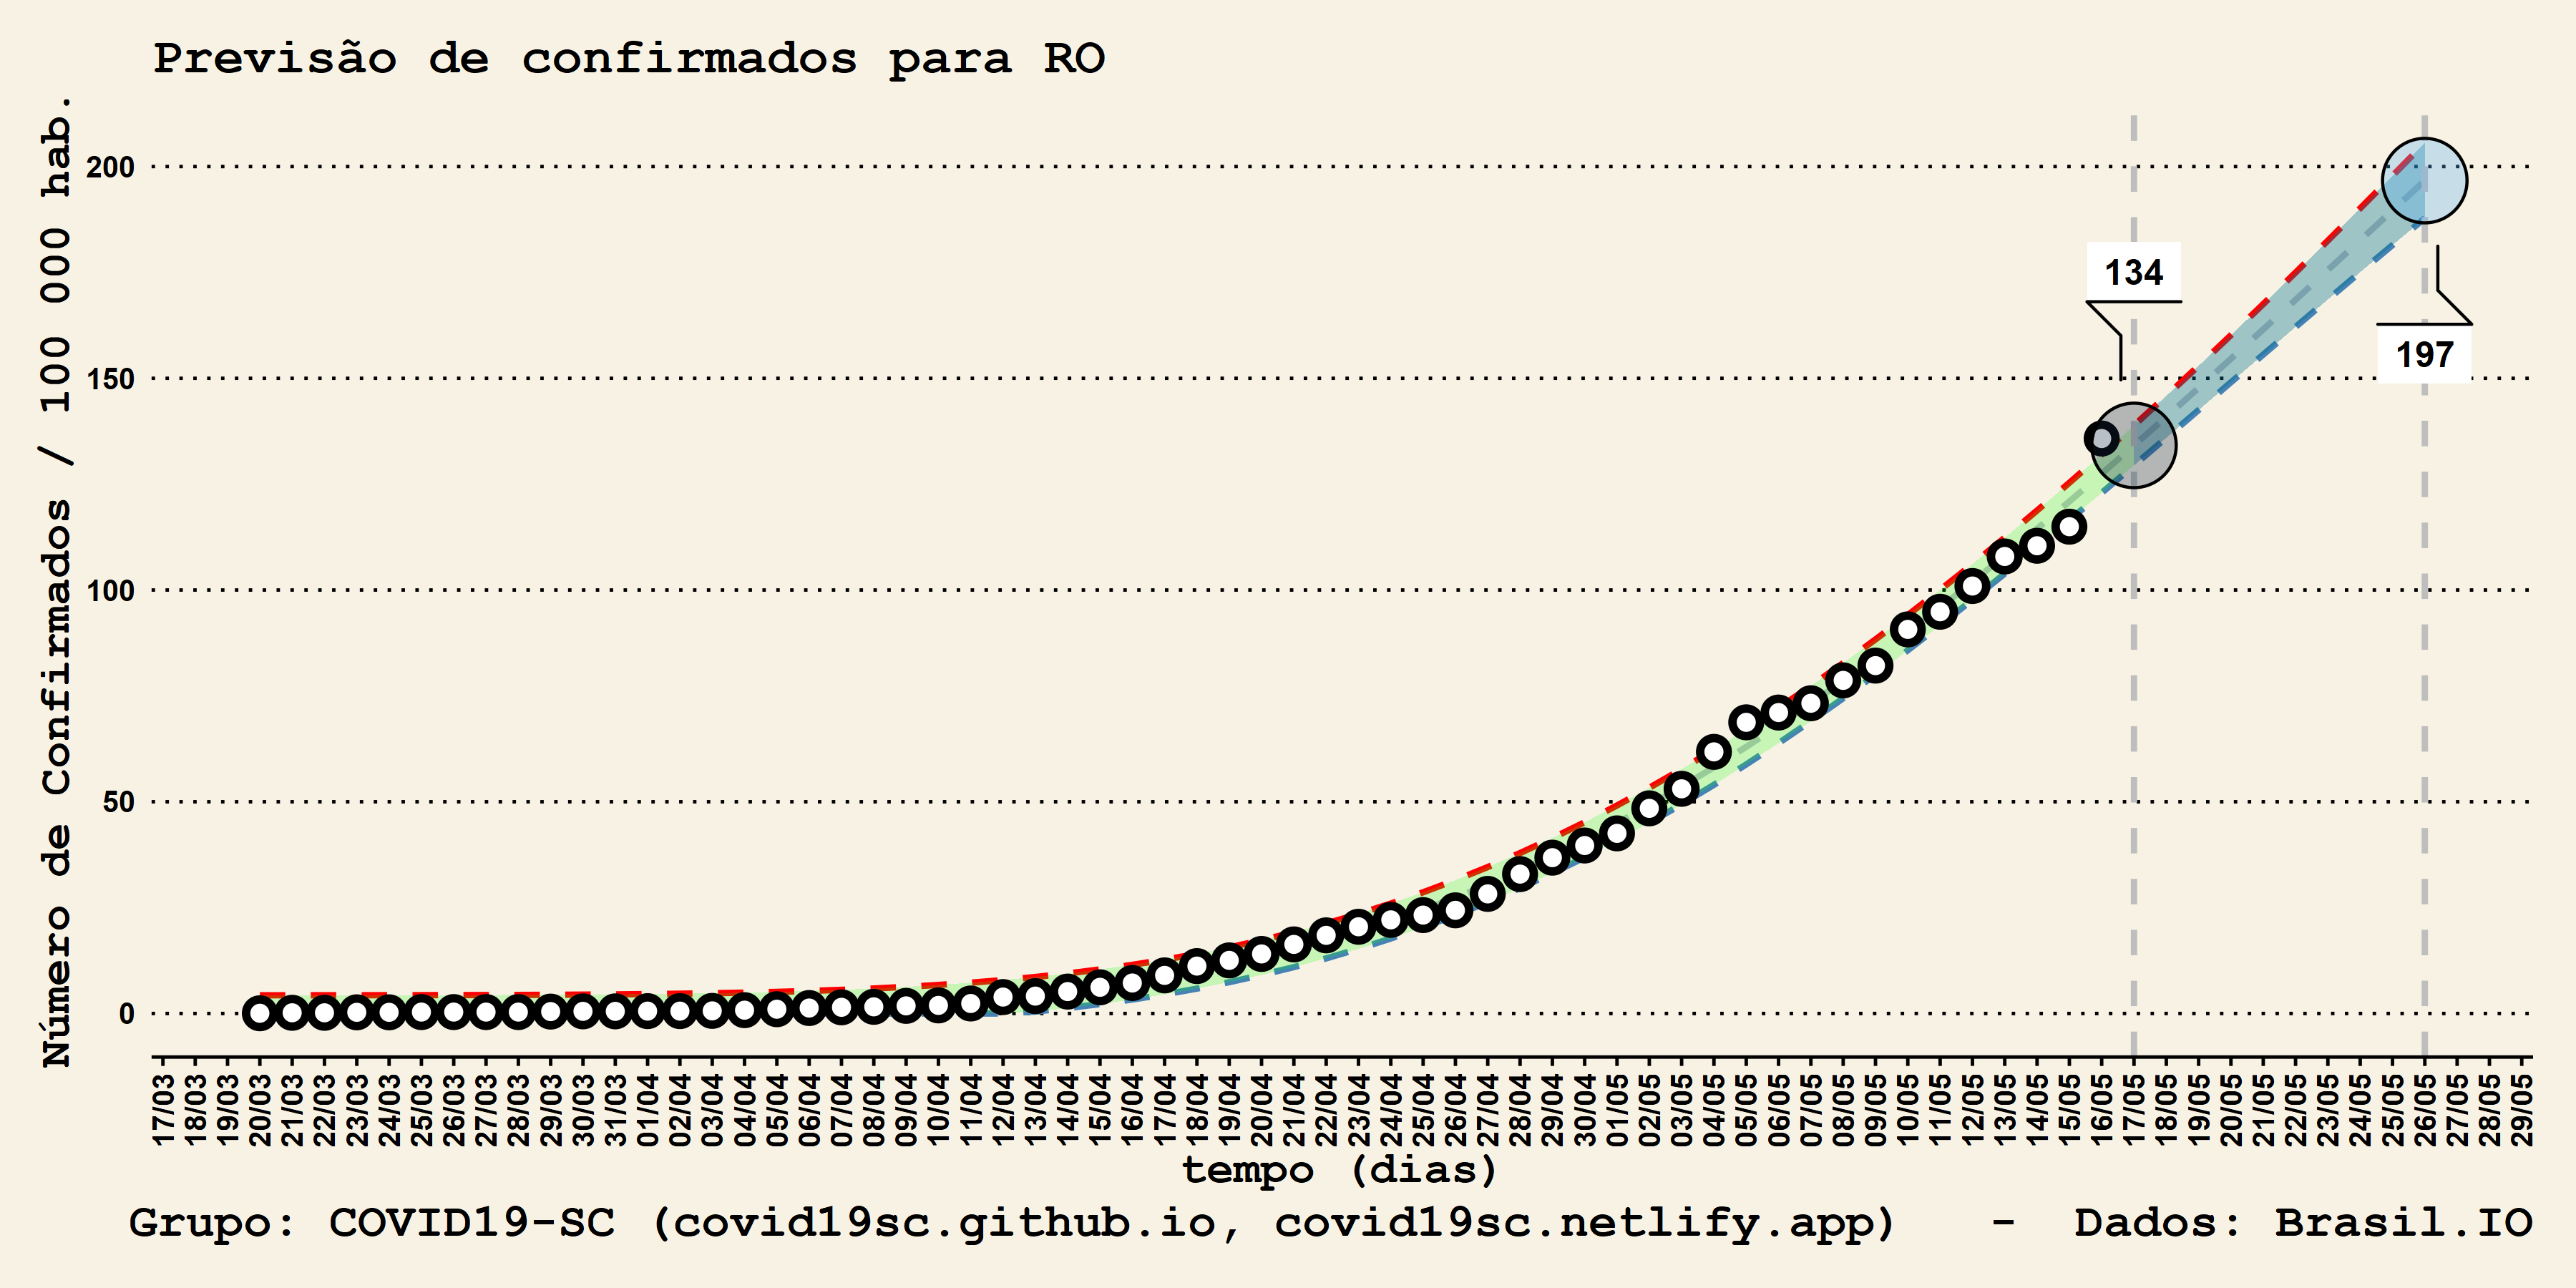 Previsão de confirmados para RO
Número de Confirmados / 100 000 hab.
200
150
100
50
0
134
197
17/03 18/03 19/03 20/03 21/03 22/03 23/03 24/03 25/03 26/03 27/03 28/03 29/03 30/03 31/03 01/04 02/04 03/04 04/04 05/04 06/04 07/04 08/04 09/04 10/04 11/04 12/04 13/04 14/04 15/04 16/04 17/04 18/04 19/04 20/04 21/04 22/04 23/04 24/04 25/04 26/04 27/04 28/04 29/04 30/04 01/05 02/05 03/05 04/05 05/05 06/05 07/05 08/05 09/05 10/05 11/05 12/05 13/05 14/05 15/05 16/05 17/05 18/05 19/05 20/05 21/05 22/05 23/05 24/05 25/05 26/05 27/05 28/05 29/05
tempo (dias)
Grupo: COVID19-SC (covid19sc.github.io, covid19sc.netlify.app) - Dados: Brasil.IO